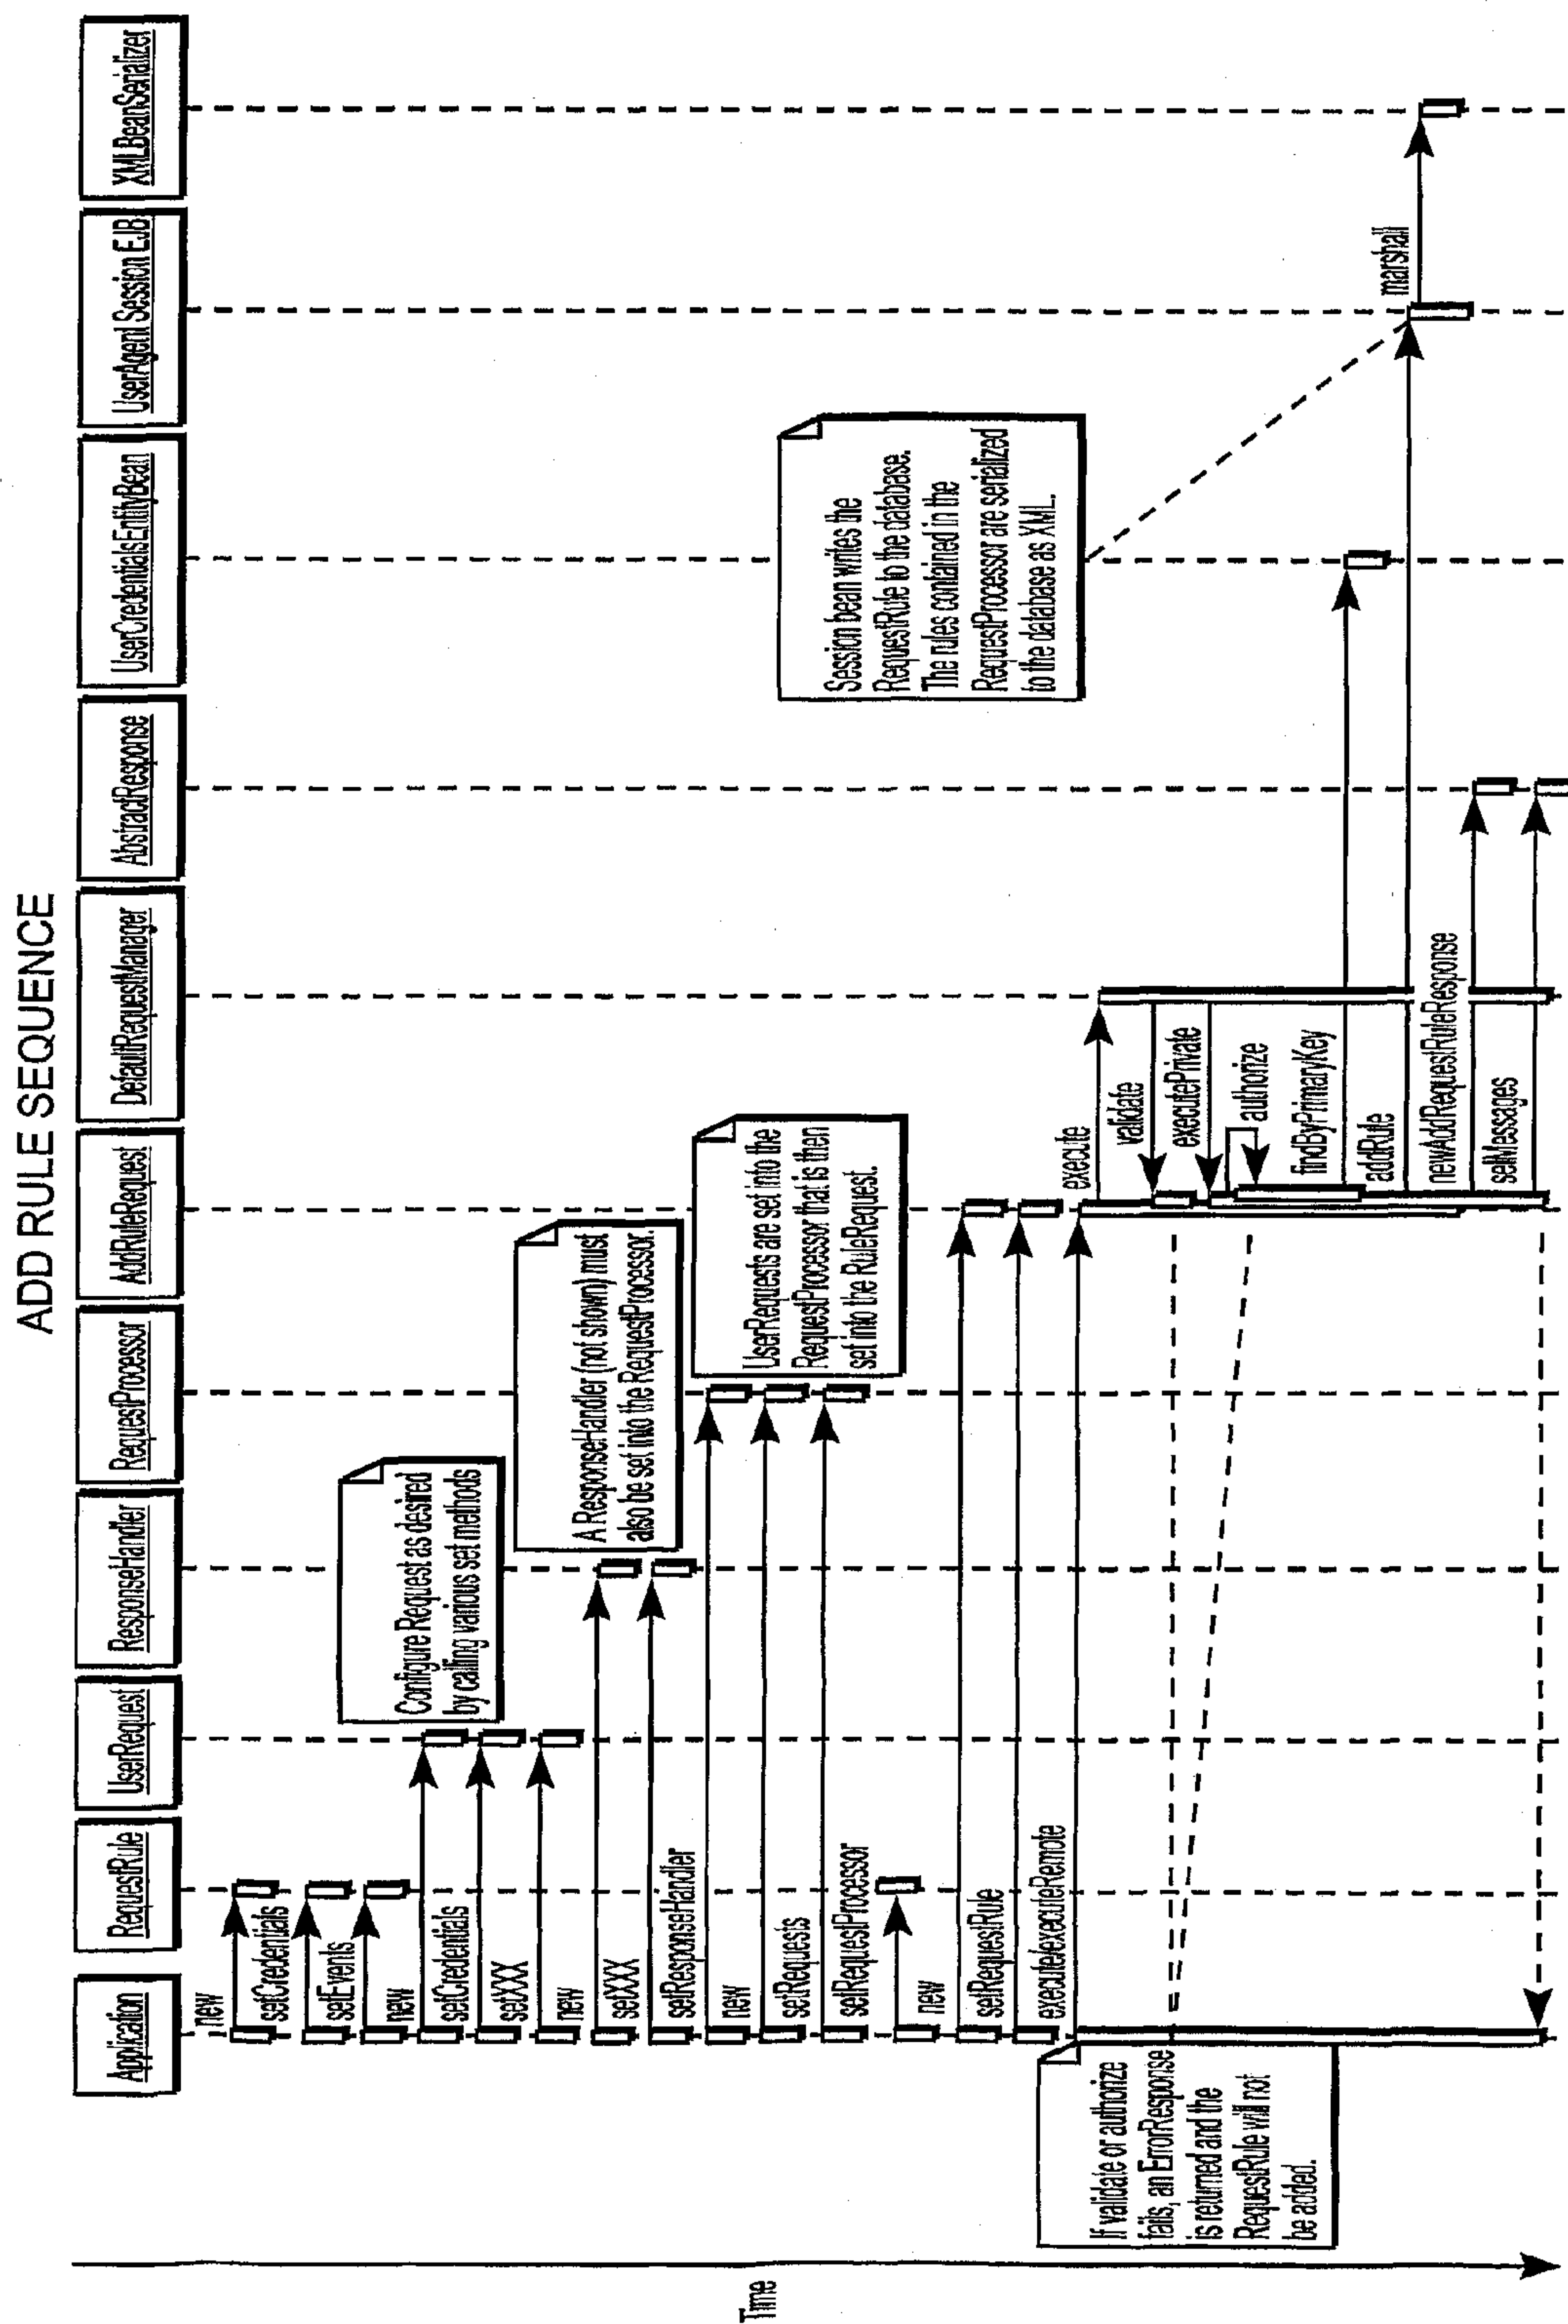 ADD RULE SEQUENCE
Application
RequestRule
UserRequest
ResponseHandler
RequestProcessor
AddRuleRequest
DefaultRequestManager
AbstractResponse
UserCredentialsEntityBean
UserAgent Session EJB
XMLBeanSerializer
new
setCredentials
setEvents
new
setCredentials
setXXX
new
setXXX
setResponseHandler
new
setRequests
setRequestProcessor
new
setRequestRule
execute/executeRemote
Configure Request as desired
by calling various set methods
A ResponseHandler (not shown) must
also be set into the RequestProcessor.
UserRequests are set into the
RequestProcessor that is then
set into the RuleRequest.
Session bean writes the
RequestRule to the database.
The rules contained in the
RequestProcessor are serialized
to the database as XML.
execute
validate
executePrivate
authorize
findByPrimaryKey
addRule
marshall
newAddRequestRuleResponse
setMessages
If validate or authorize
fails, an ErrorResponse
is returned and the
RequestRule will not
be added.
Time